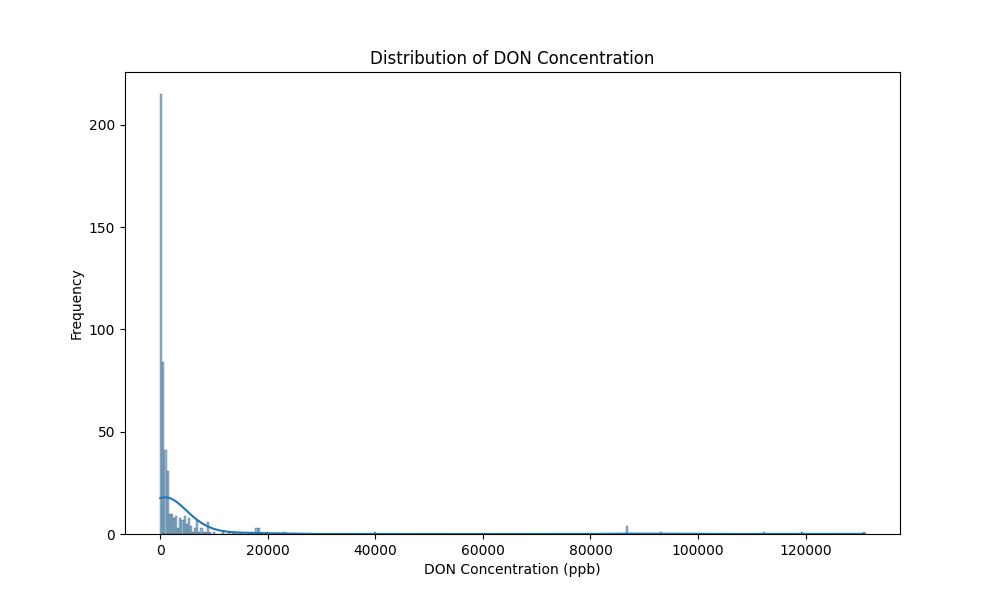 Distribution of DON Concentration
200
150
100
50
0
Frequency
0 20000 40000 60000 80000 100000 120000
DON Concentration (ppb)